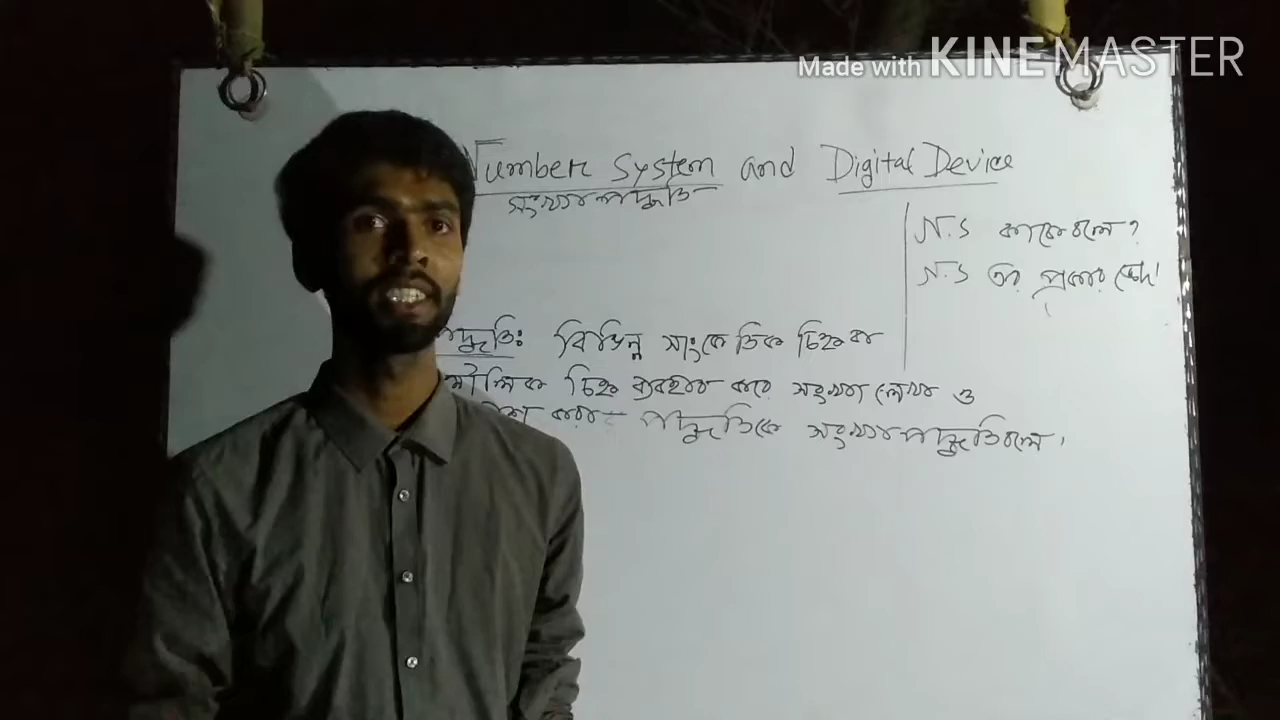 Made with KINEMASTER
Number System and Digital Device
সংখ্যা পদ্ধতি
N.S কাকে বলে?
N.S এর প্রকারভেদ।
পদ্ধতিঃ বিভিন্ন সাংকেতিক চিহ্ন বা
মৌলিক চিহ্ন ব্যবহার করে সংখ্যা লেখা ও
করার পদ্ধতিকে সংখ্যা পদ্ধতি বলে।